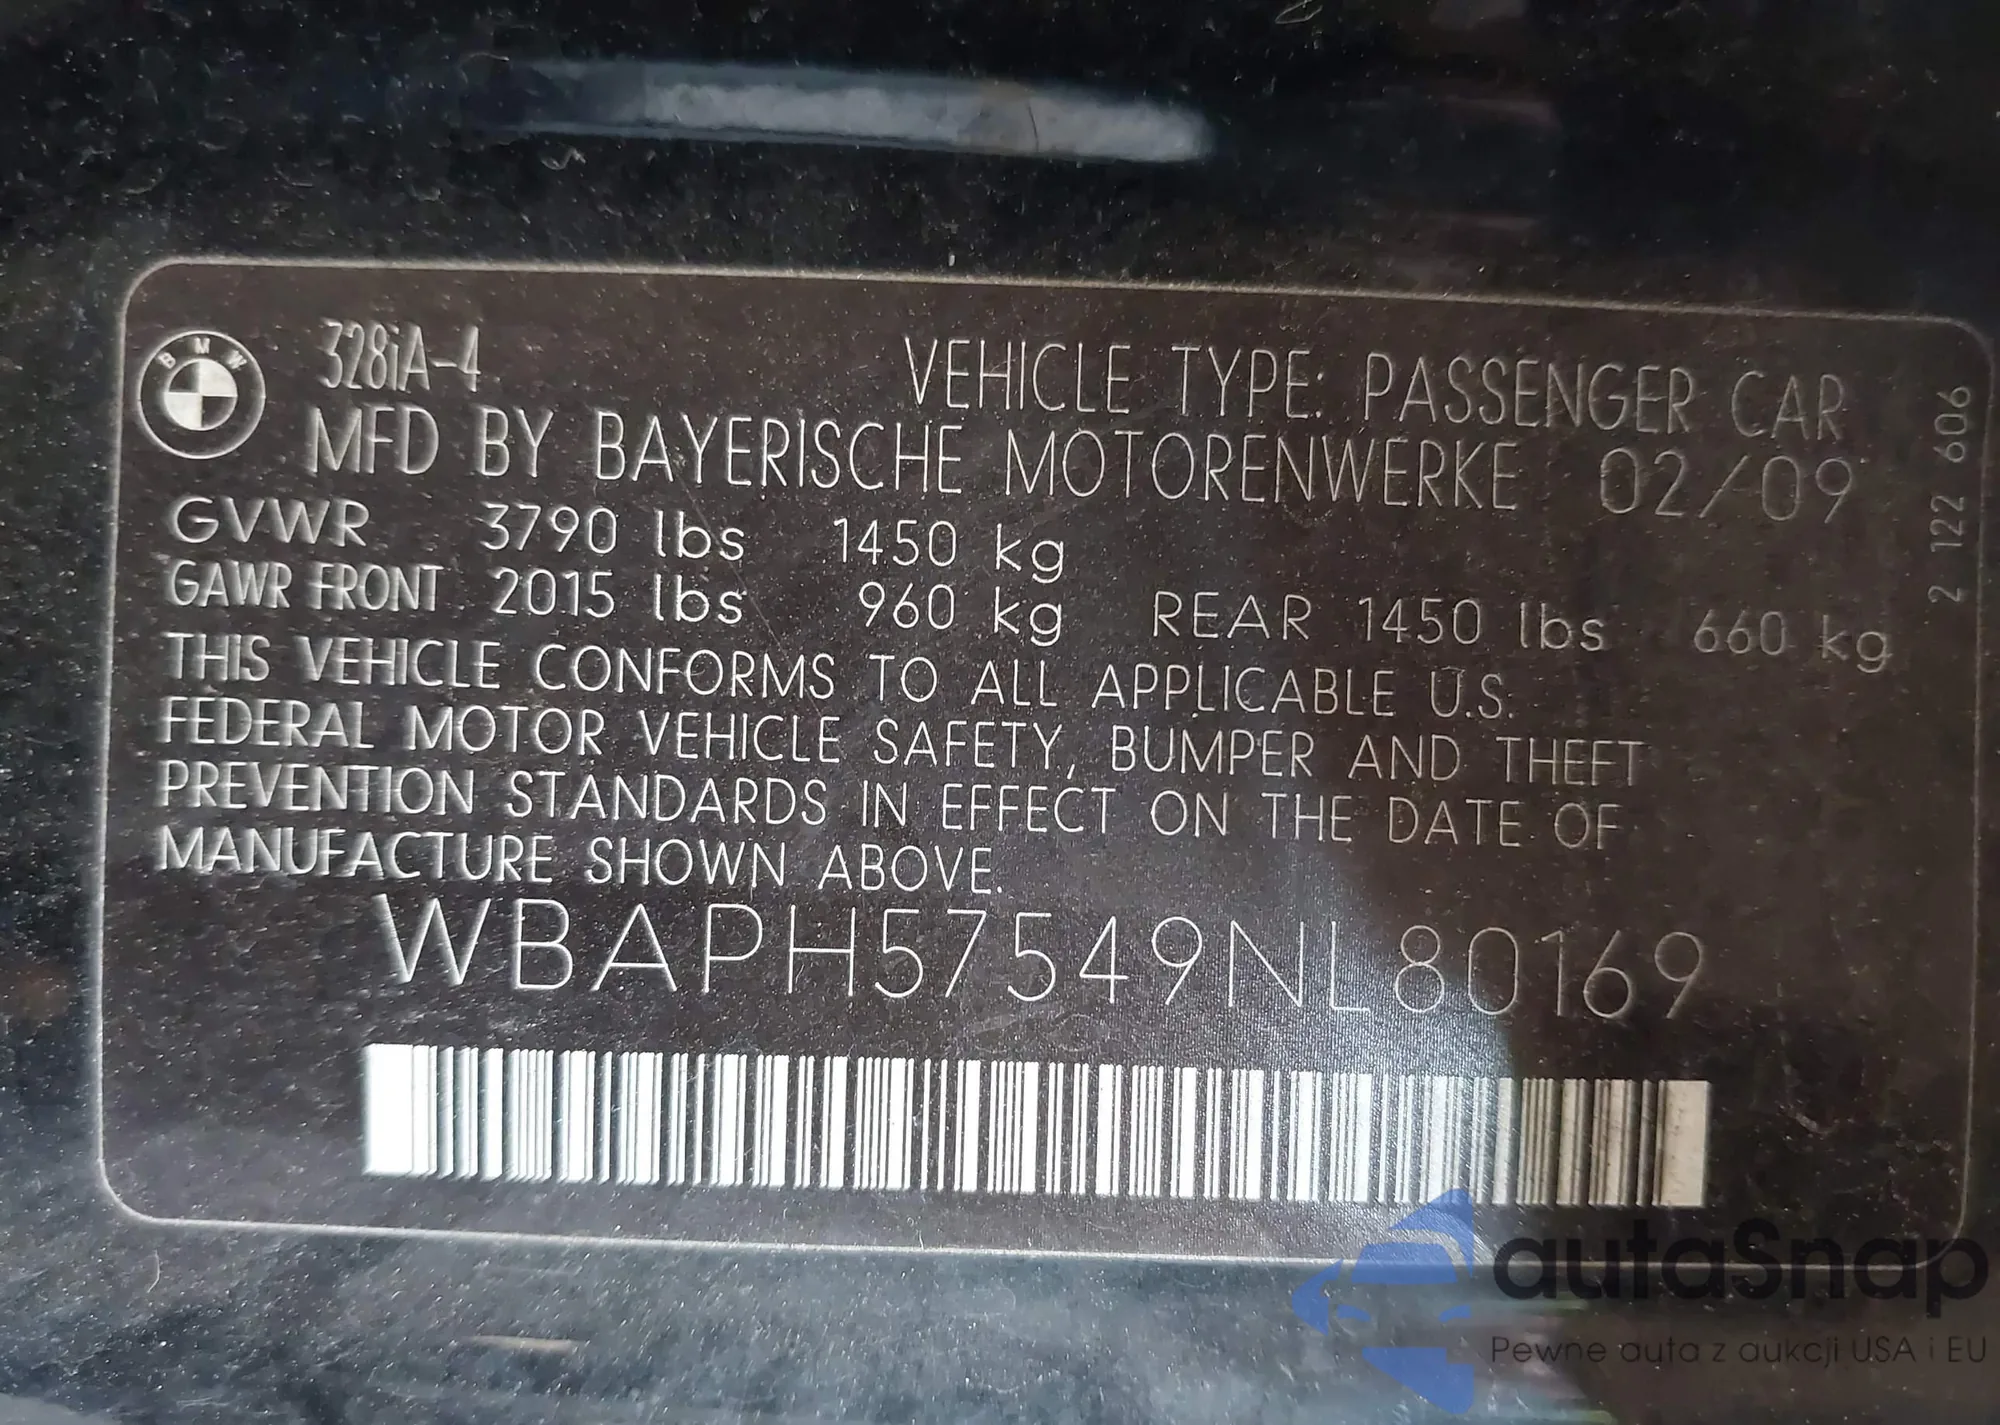 BMW
328iA-4
VEHICLE TYPE: PASSENGER CAR
MFD BY BAYERISCHE MOTORENWERKE 02/09
GVWR 3790 lbs 1450 kg
GAWR FRONT 2015 lbs 960 kg REAR 1450 lbs 660 kg
THIS VEHICLE CONFORMS TO ALL APPLICABLE U.S.
FEDERAL MOTOR VEHICLE SAFETY, BUMPER AND THEFT
PREVENTION STANDARDS IN EFFECT ON THE DATE OF
MANUFACTURE SHOWN ABOVE.
WBAPH57549NL80169
2 122 606
autaSnap
Pewne auta z aukcji USA i EU